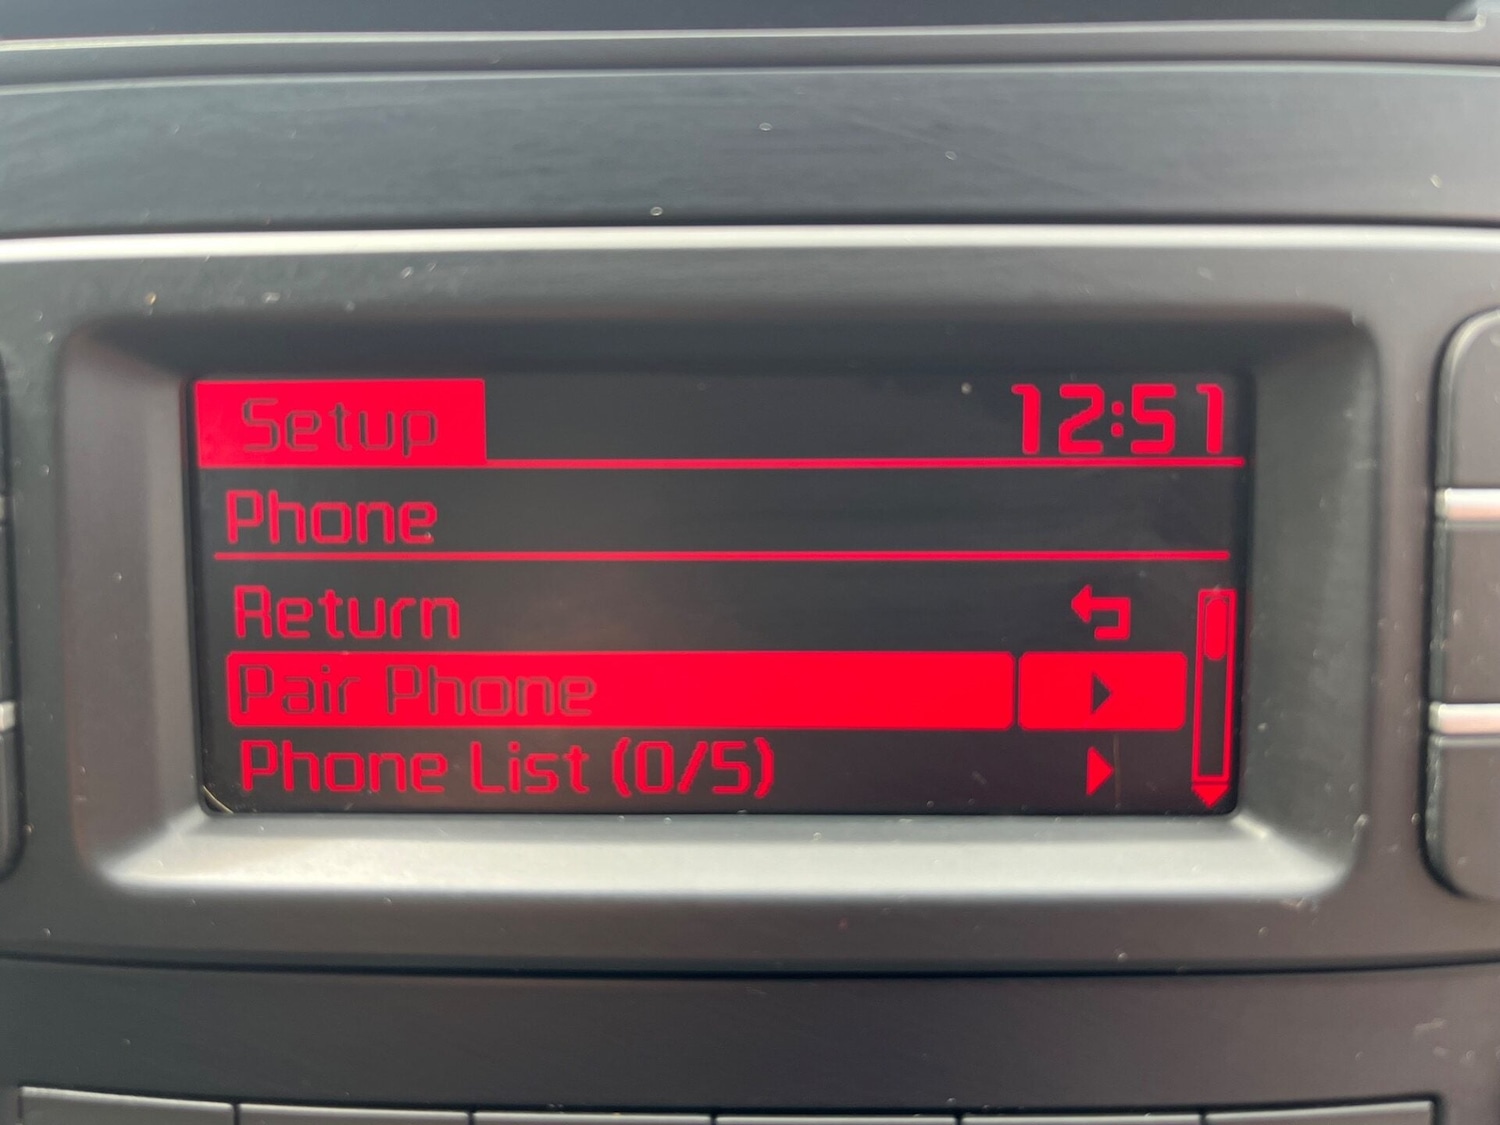 Setup 12:51
Phone
Return
Pair Phone
Phone List (0/5)